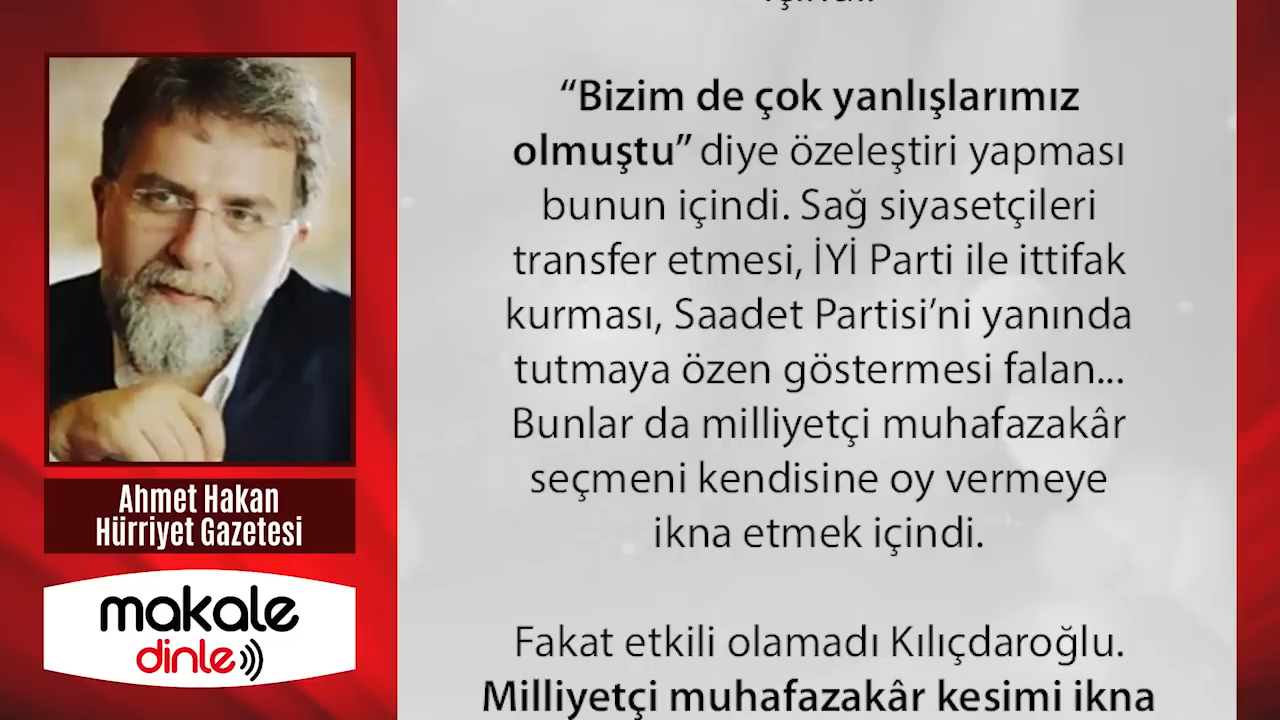 “Bizim de çok yanlışlarımız
olmuştu” diye özeleştiri yapması
bunun içindi. Sağ siyasetçileri
transfer etmesi, İYİ Parti ile ittifak
kurması, Saadet Partisi’ni yanında
tutmaya özen göstermesi falan...
Bunlar da milliyetçi muhafazakâr
seçmeni kendisine oy vermeye
ikna etmek içindi.
Fakat etkili olamadı Kılıçdaroğlu.
Milliyetçi muhafazakâr kesimi ikna
Ahmet Hakan
Hürriyet Gazetesi
makale
dinle